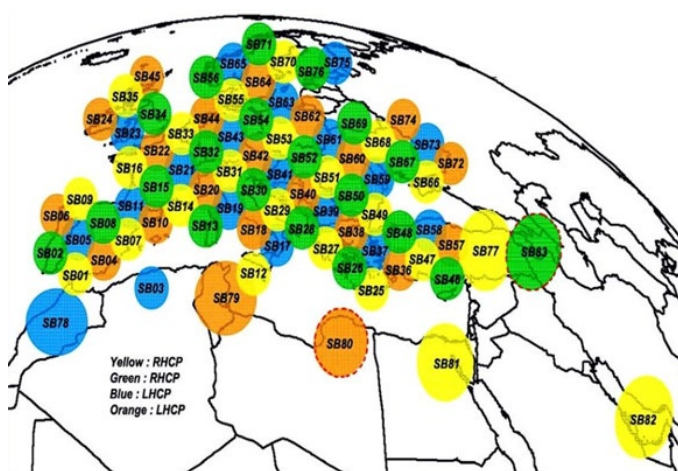 SB71
SB65
SB70
SB56
SB76
SB75
SB45
SB64
SB35
SB55
SB63
SB24
SB34
SB44
SB54
SB62
SB69
SB74
SB23
SB33
SB43
SB53
SB61
SB68
SB73
SB22
SB32
SB42
SB52
SB60
SB67
SB72
SB16
SB21
SB31
SB41
SB51
SB59
SB66
SB15
SB20
SB30
SB40
SB50
SB09
SB11
SB14
SB19
SB29
SB39
SB49
SB06
SB08
SB10
SB13
SB18
SB28
SB38
SB48
SB58
SB05
SB07
SB17
SB27
SB37
SB57
SB77
SB83
SB02
SB04
SB12
SB26
SB36
SB47
SB01
SB03
SB25
SB46
SB79
SB78
SB80
SB81
SB82
Yellow : RHCP
Green : RHCP
Blue : LHCP
Orange : LHCP